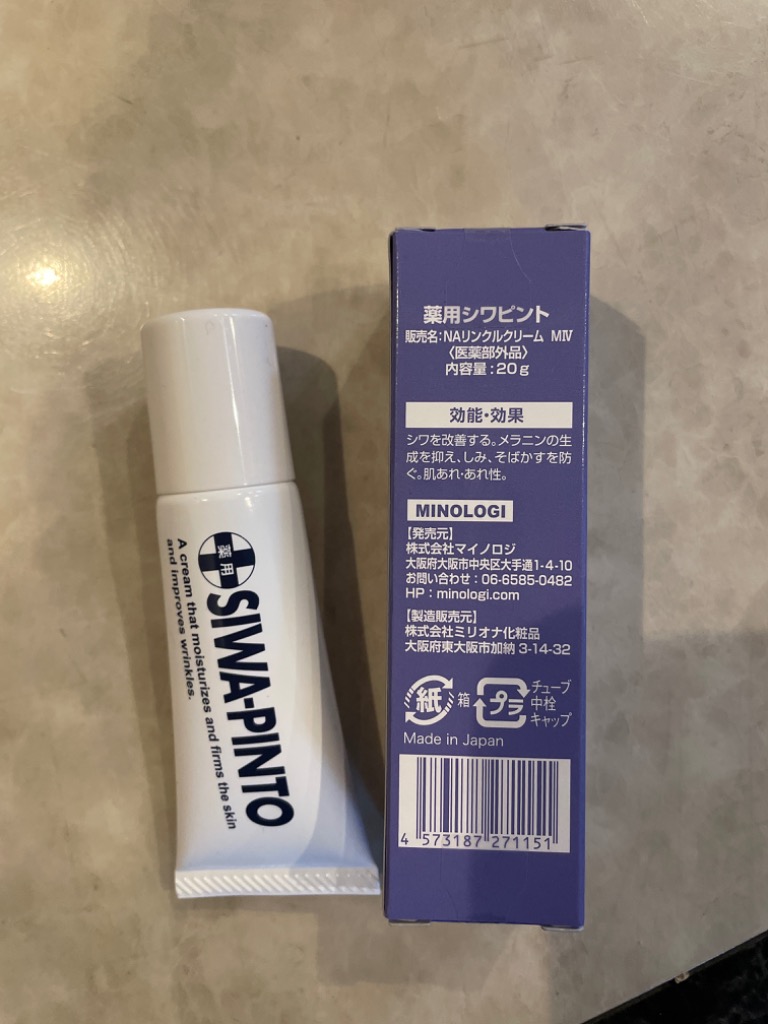 薬用
SIWA-PINTO
A cream that moisturizes and firms the skin
and improves wrinkles.
薬用シワピント
販売名:NAリンクルクリーム MIV
〈医薬部外品〉
内容量:20g
効能・効果
シワを改善する。メラニンの生
成を抑え、しみ、そばかすを防
ぐ。肌あれ・あれ性。
MINOLOGI
【発売元】
株式会社マイノロジ
大阪府大阪市中央区大手通1-4-10
お問い合わせ:06-6585-0482
HP:minologi.com
【製造販売元】
株式会社ミリオナ化粧品
大阪府東大阪市加納 3-14-32
紙 箱 プラ チューブ
中栓
キャップ
Made in Japan
4 573187 271151